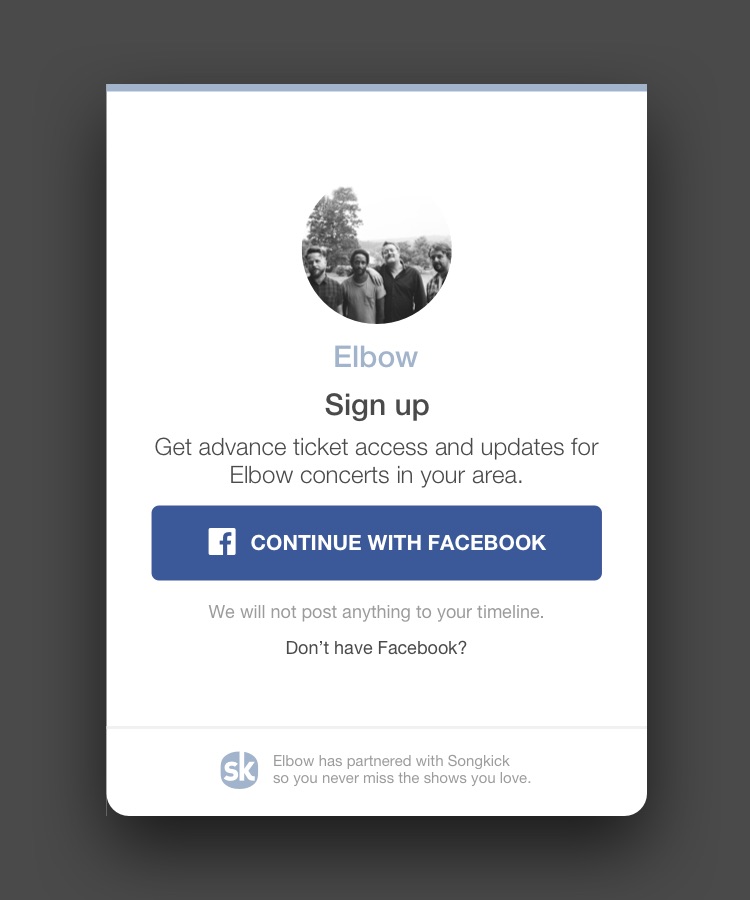 Elbow
Sign up
Get advance ticket access and updates for
Elbow concerts in your area.
CONTINUE WITH FACEBOOK
We will not post anything to your timeline.
Don’t have Facebook?
sk
Elbow has partnered with Songkick
so you never miss the shows you love.